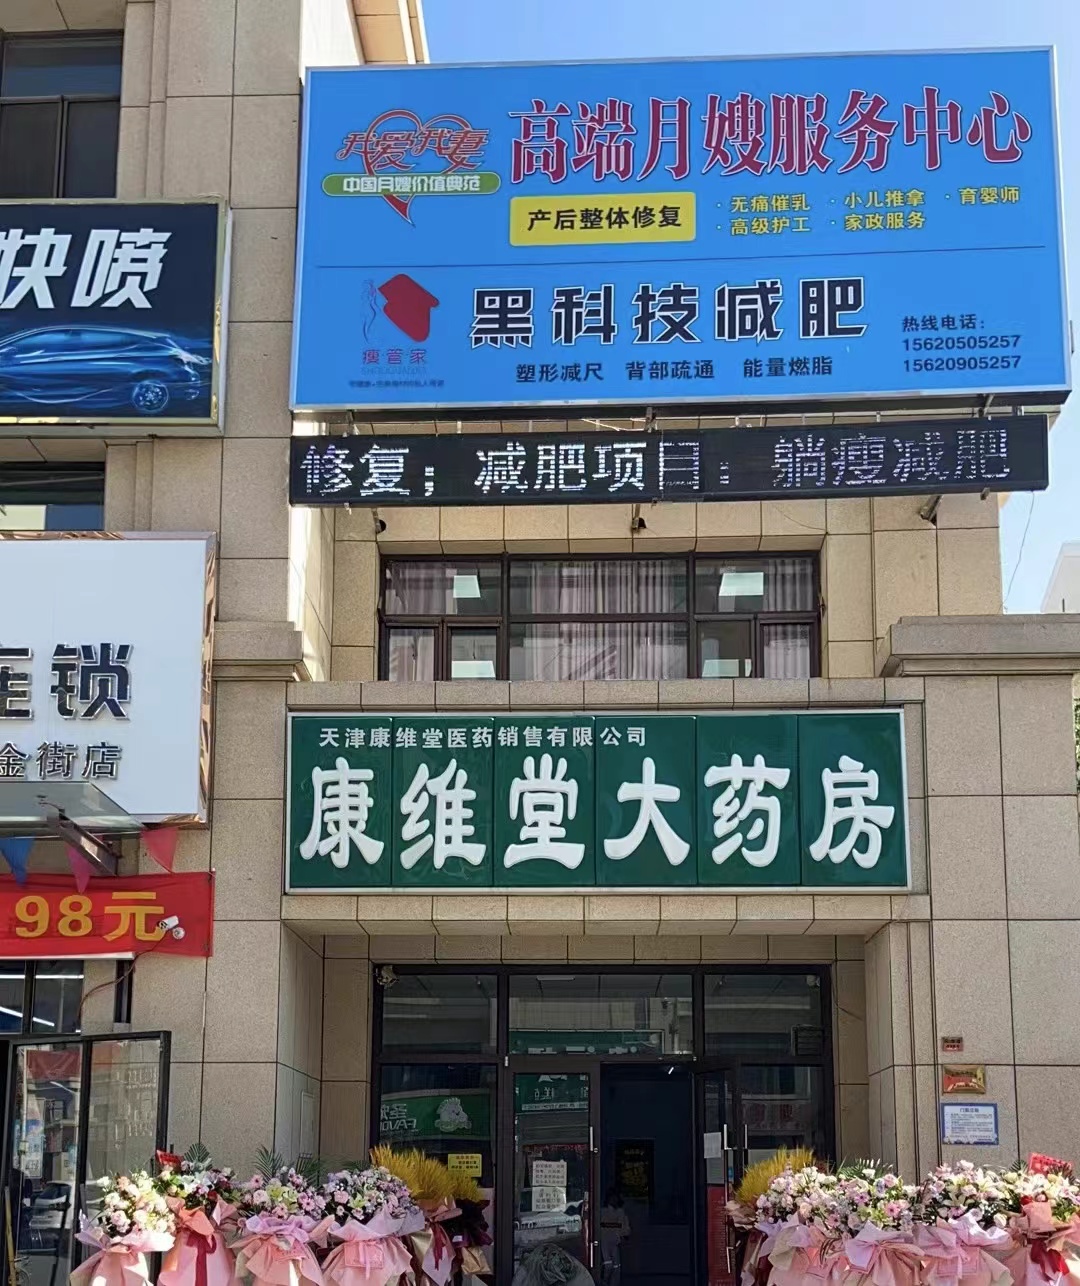 我爱我妻
中国月嫂价值典范
高端月嫂服务中心
产后整体修复
·无痛催乳 ·小儿推拿 ·育婴师
·高级护工 ·家政服务
瘦管家
黑科技减肥
塑形减尺 背部疏通 能量燃脂
热线电话：
15620505257
15620905257
修复；减肥项目：躺瘦减肥
快喷
连锁
金街店
98元
天津康维堂医药销售有限公司
康维堂大药房